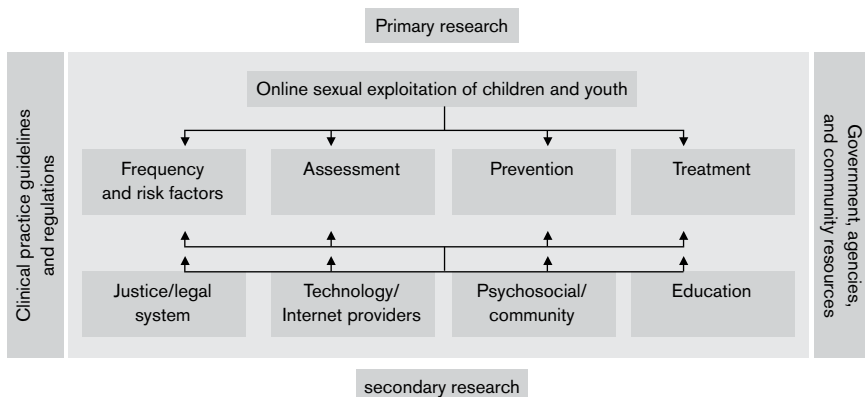 Primary research
Clinical practice guidelines
and regulations
Online sexual exploitation of children and youth
Frequency
and risk factors
Assessment
Prevention
Treatment
Justice/legal
system
Technology/
Internet providers
Psychosocial/
community
Education
Government, agencies,
and community resources
secondary research